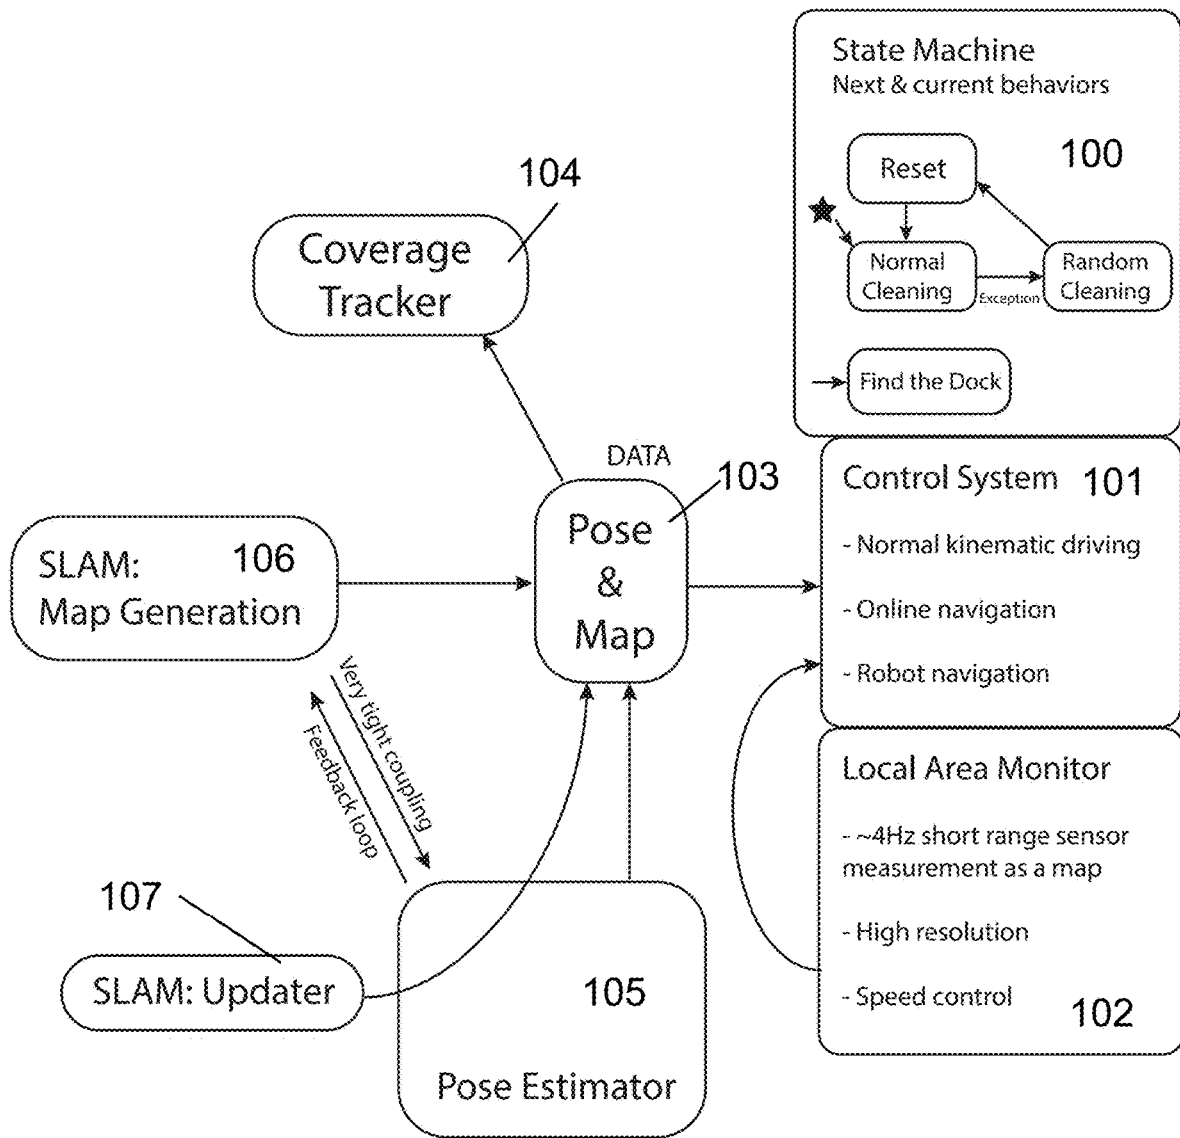 State Machine
Next & current behaviors
100
Reset
Normal
Cleaning
Exception
Random
Cleaning
Find the Dock
104
Coverage
Tracker
DATA
103
Pose
&
Map
Control System 101
- Normal kinematic driving
- Online navigation
- Robot navigation
SLAM: 106
Map Generation
Very tight coupling
Feedback loop
Local Area Monitor
- ~4Hz short range sensor
measurement as a map
- High resolution
- Speed control
102
107
SLAM: Updater
105
Pose Estimator